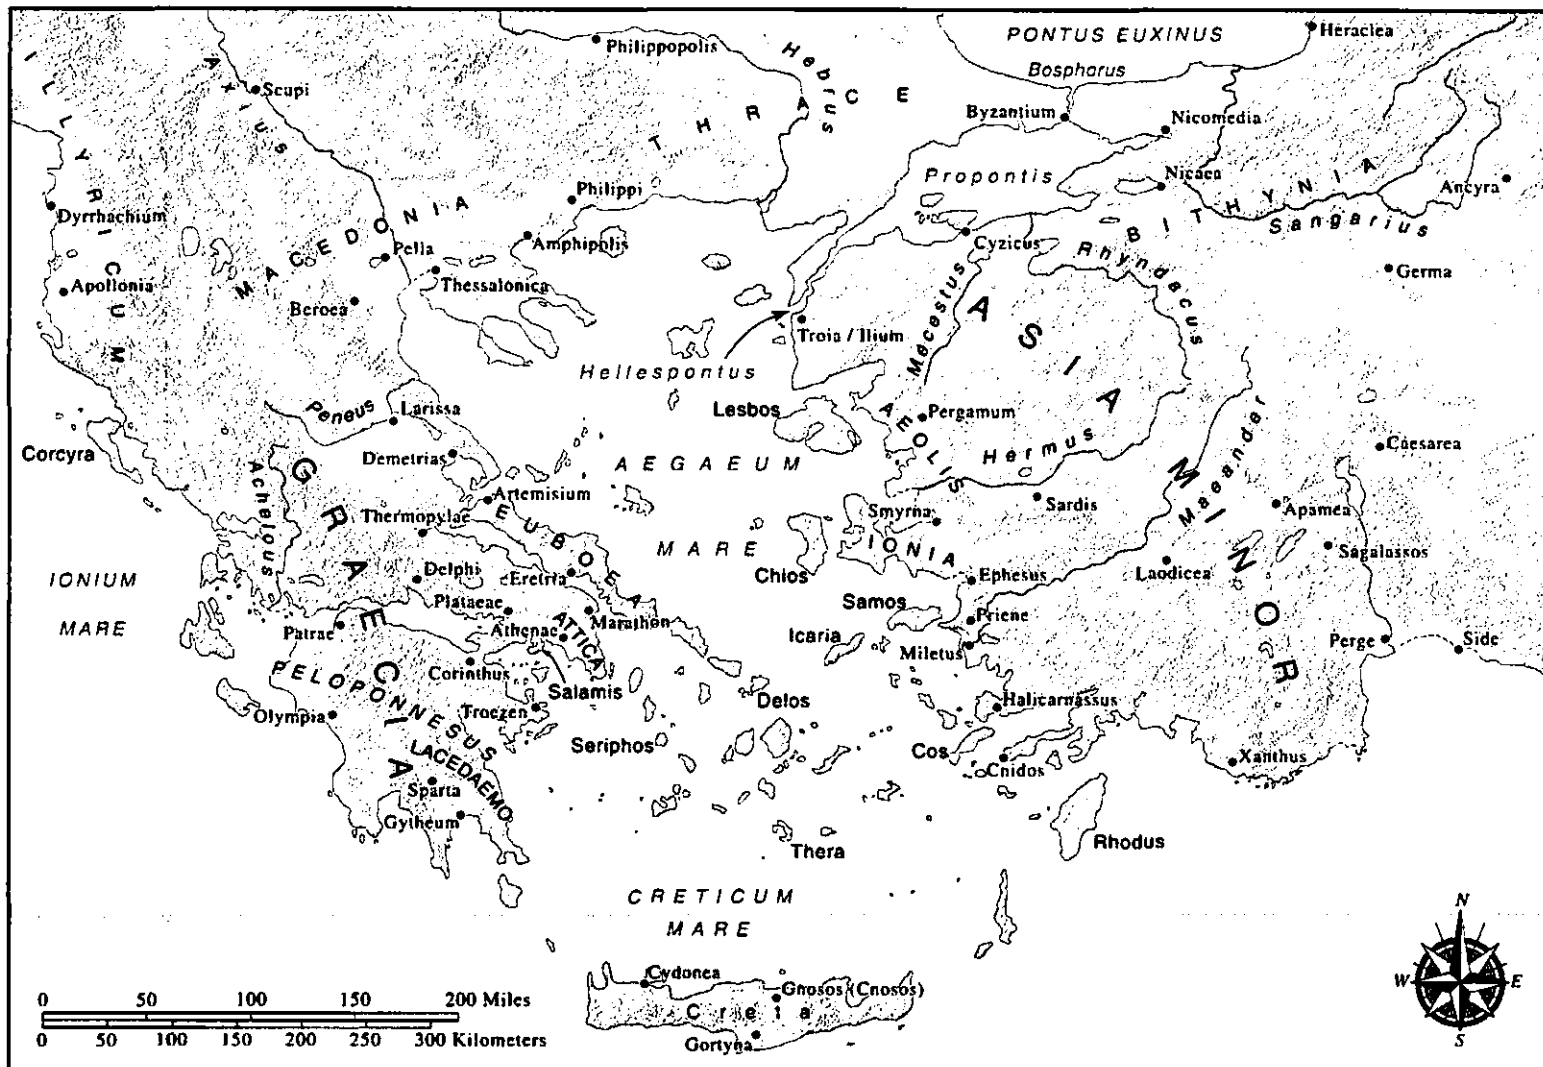 PONTUS EUXINUS
Bosphorus
Heraclea
Philippopolis
Hebrus
THRACE
ILLYRICUM
Axius
Scupi
Byzantium
Nicomedia
Propontis
Nicaea
BITHYNIA
Ancyra
Sangarius
Philippi
Dyrrhachium
MACEDONIA
Amphipolis
Pella
Cyzicus
Rhyndacus
Germa
Apollonia
Thessalonica
Beroea
Mecestus
ASIA MINOR
Troia / Ilium
Hellespontus
Peneus
Larissa
Lesbos
Pergamum
AMOLIS
Hermus
Maeander
Caesarea
Corcyra
Demetrias
AEGAEUM
MARE
Achelous
GRAECIA
Artemisium
Thermopylae
EUBOEA
Smyrna
Sardis
Apamea
IONIA
Sagalassos
IONIUM
MARE
Delphi
Eretria
Chios
Ephesus
Laodicea
Plataeae
ATTICA
Marathon
Samos
Priene
Patrae
Athenae
Icaria
Miletus
Perge
Side
PELOPONNESUS
Corinthus
Salamis
Olympia
Troezen
Delos
Halicarnassus
Seriphos
Cos
Cnidos
Xanthus
LACEDAEMO
Sparta
Gytheum
Thera
Rhodus
CRETICUM
MARE
Cydonea
Gnosos (Cnosos)
Creta
Gortyna
0 50 100 150 200 Miles
0 50 100 150 200 250 300 Kilometers
N
W E
S